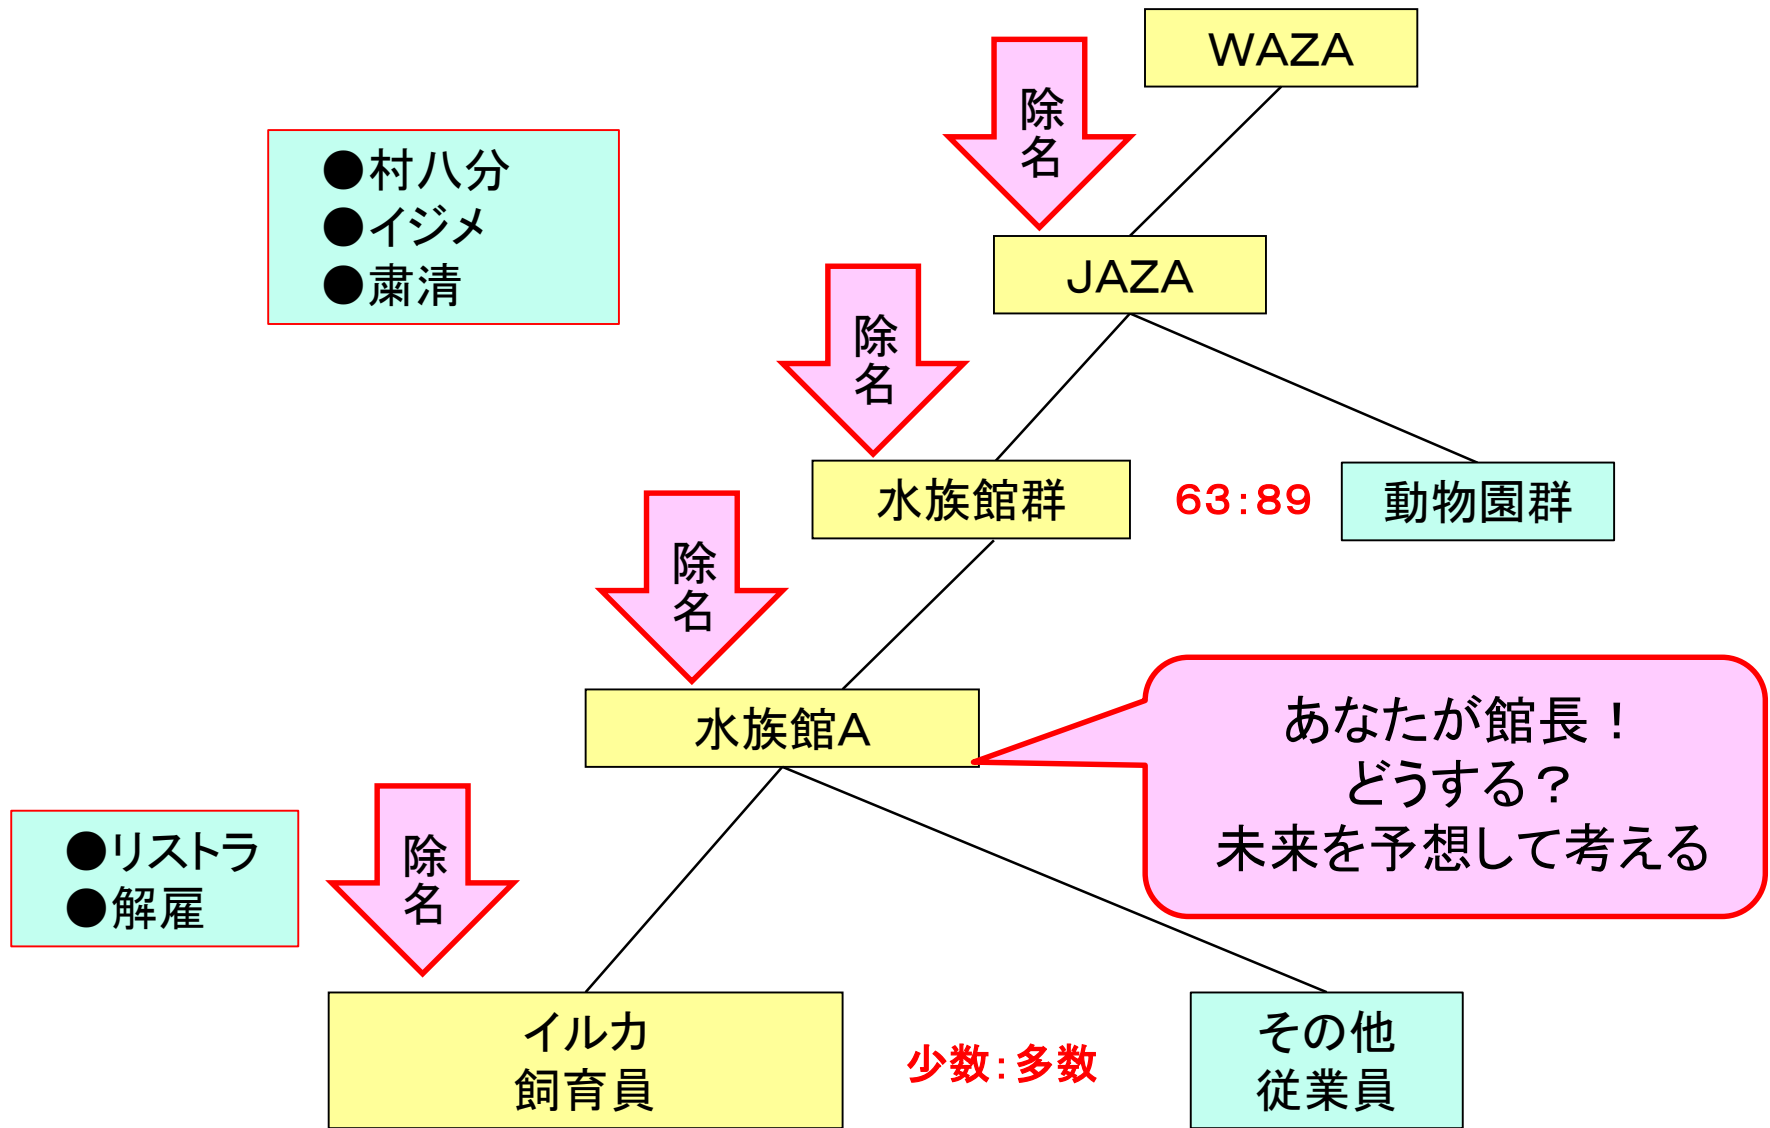 WAZA
除
名
●村八分
●イジメ
●粛清
JAZA
除
名
水族館群
63:89
動物園群
除
名
水族館A
あなたが館長！
どうする？
未来を予想して考える
●リストラ
●解雇
除
名
イルカ
飼育員
少数:多数
その他
従業員